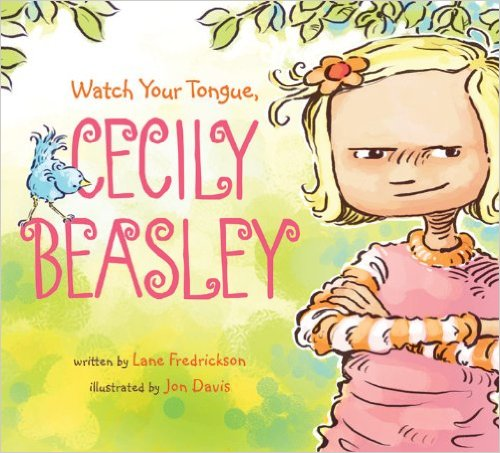 Watch Your Tongue,
CECILY
BEASLEY
written by Lane Fredrickson
illustrated by Jon Davis